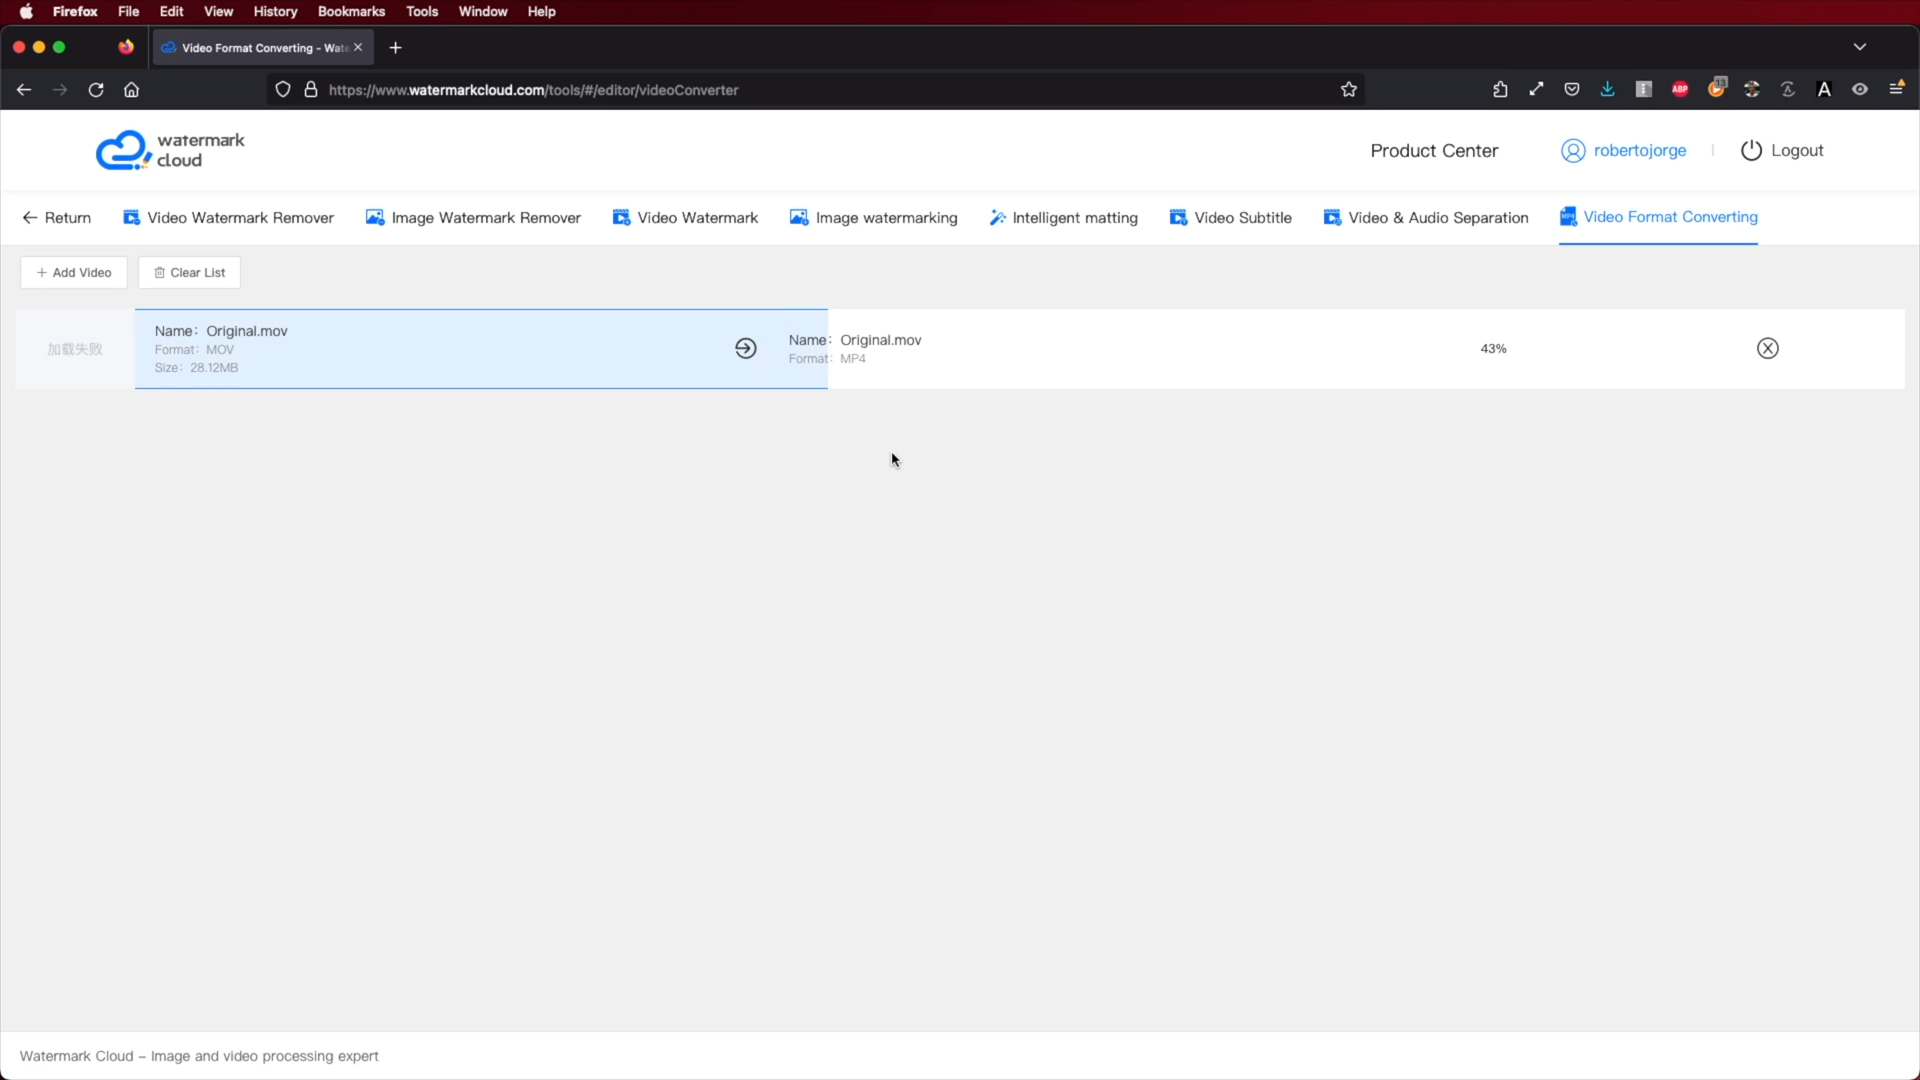 Firefox File Edit View History Bookmarks Tools Window Help
Video Format Converting - Wate
https://www.watermarkcloud.com/tools/#/editor/videoConverter
ABP
13
A
watermark
cloud
Product Center
robertojorge
Logout
Return
Video Watermark Remover
Image Watermark Remover
Video Watermark
Image watermarking
Intelligent matting
Video Subtitle
Video & Audio Separation
MP4
Video Format Converting
+ Add Video
Clear List
加载失败
Name: Original.mov
Format: MOV
Size: 28.12MB
Name: Original.mov
Format: MP4
43%
Watermark Cloud – Image and video processing expert